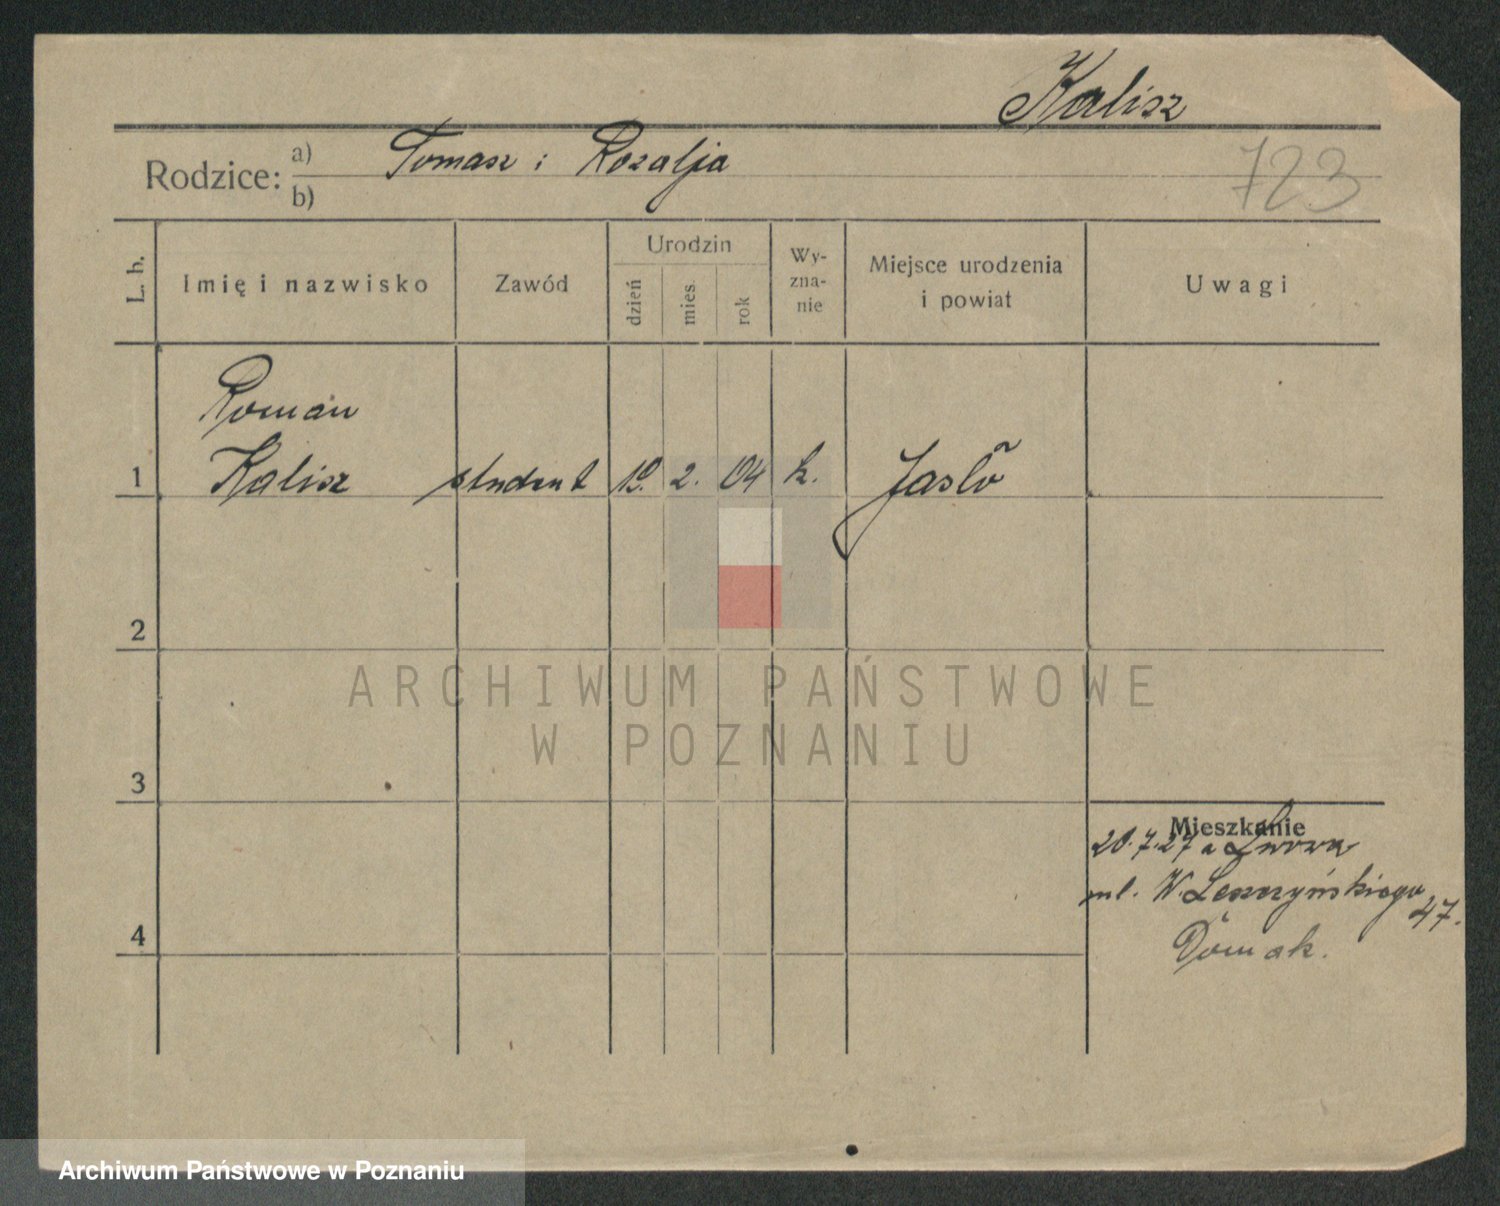 Kalisz
Rodzice: a) Tomasz i Rozalja
b)
723
L. b.
Imię i nazwisko
Zawód
Urodzin
dzień
mies.
rok
Wy-
zna-
nie
Miejsce urodzenia
i powiat
Uwagi
Roman
1 Kalisz student 19. 2. 04 k. Jasło
2
3
4
Mieszkanie
20.7.27 z Lwowa
ul. W. Leszczyńskiego
47.
Domak.
ARCHIWUM PAŃSTWOWE
W POZNANIU
Archiwum Państwowe w Poznaniu